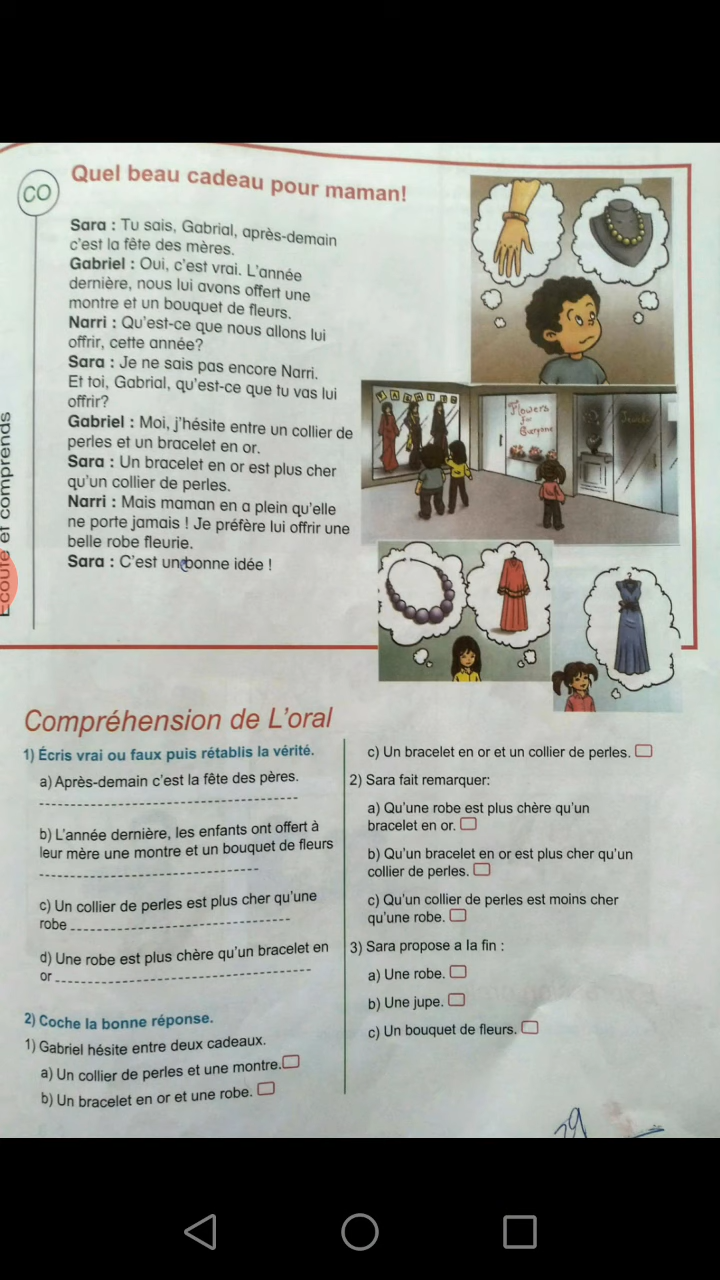 CO
Quel beau cadeau pour maman!
Sara : Tu sais, Gabrial, après-demain
c'est la fête des mères.
Gabriel : Oui, c'est vrai. L'année
dernière, nous lui avons offert une
montre et un bouquet de fleurs.
Narri : Qu'est-ce que nous allons lui
offrir, cette année?
Sara : Je ne sais pas encore Narri.
Et toi, Gabrial, qu'est-ce que tu vas lui
offrir?
Gabriel : Moi, j'hésite entre un collier de
perles et un bracelet en or.
Sara : Un bracelet en or est plus cher
qu'un collier de perles.
Narri : Mais maman en a plein qu'elle
ne porte jamais ! Je préfère lui offrir une
belle robe fleurie.
Sara : C'est un bonne idée !
Ecoute et comprends
Flowers
for
Everyone
Compréhension de L'oral
1) Écris vrai ou faux puis rétablis la vérité.
a) Après-demain c'est la fête des pères.
b) L'année dernière, les enfants ont offert à
leur mère une montre et un bouquet de fleurs
c) Un collier de perles est plus cher qu'une
robe
d) Une robe est plus chère qu'un bracelet en
or
2) Coche la bonne réponse.
1) Gabriel hésite entre deux cadeaux.
a) Un collier de perles et une montre.
b) Un bracelet en or et une robe.
c) Un bracelet en or et un collier de perles.
2) Sara fait remarquer:
a) Qu'une robe est plus chère qu'un
bracelet en or.
b) Qu'un bracelet en or est plus cher qu'un
collier de perles.
c) Qu'un collier de perles est moins cher
qu'une robe.
3) Sara propose a la fin :
a) Une robe.
b) Une jupe.
c) Un bouquet de fleurs.